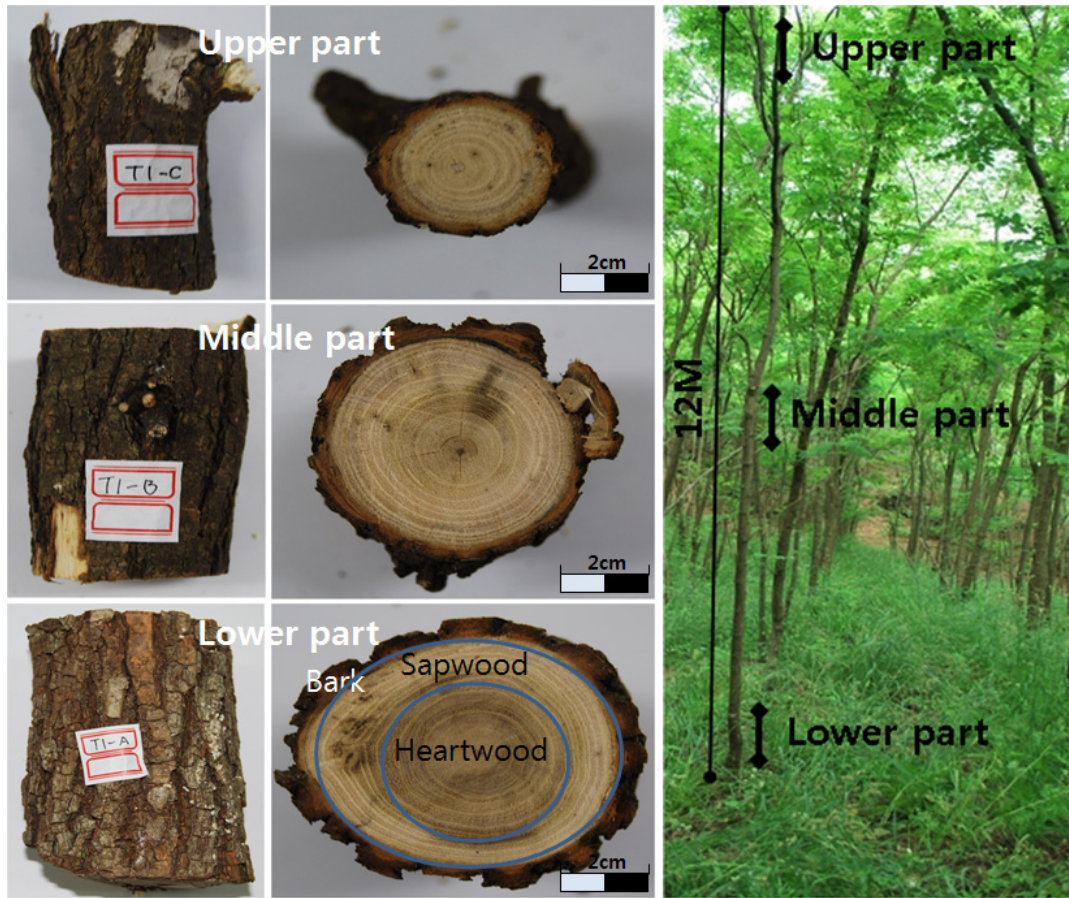 Upper part
T1-C
2cm
Middle part
T1-B
2cm
Lower part
Bark
Sapwood
Heartwood
T1-A
2cm
12M
Upper part
Middle part
Lower part